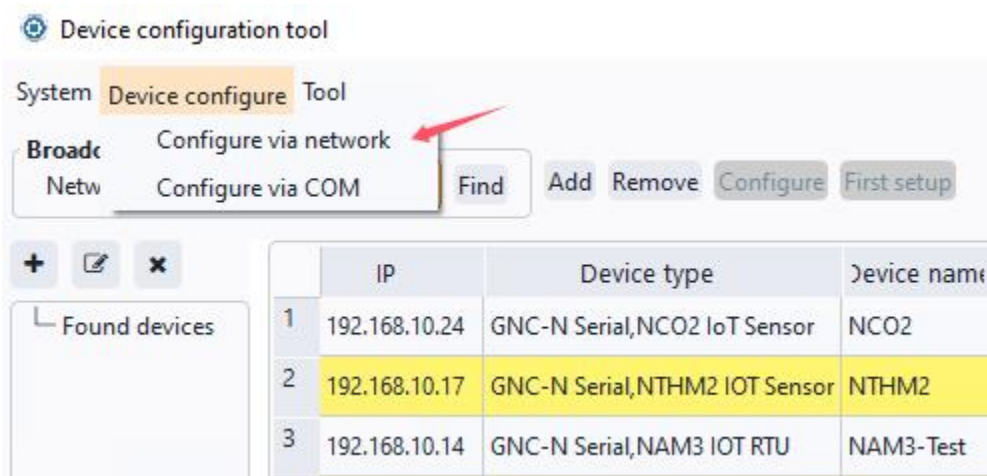 Device configuration tool
System Device configure Tool
Configure via network
Configure via COM
Find Add Remove Configure First setup
IP Device type Device name
Found devices
1 192.168.10.24 GNC-N Serial,NCO2 IoT Sensor NCO2
2 192.168.10.17 GNC-N Serial,NTHM2 IOT Sensor NTHM2
3 192.168.10.14 GNC-N Serial,NAM3 IOT RTU NAM3-Test